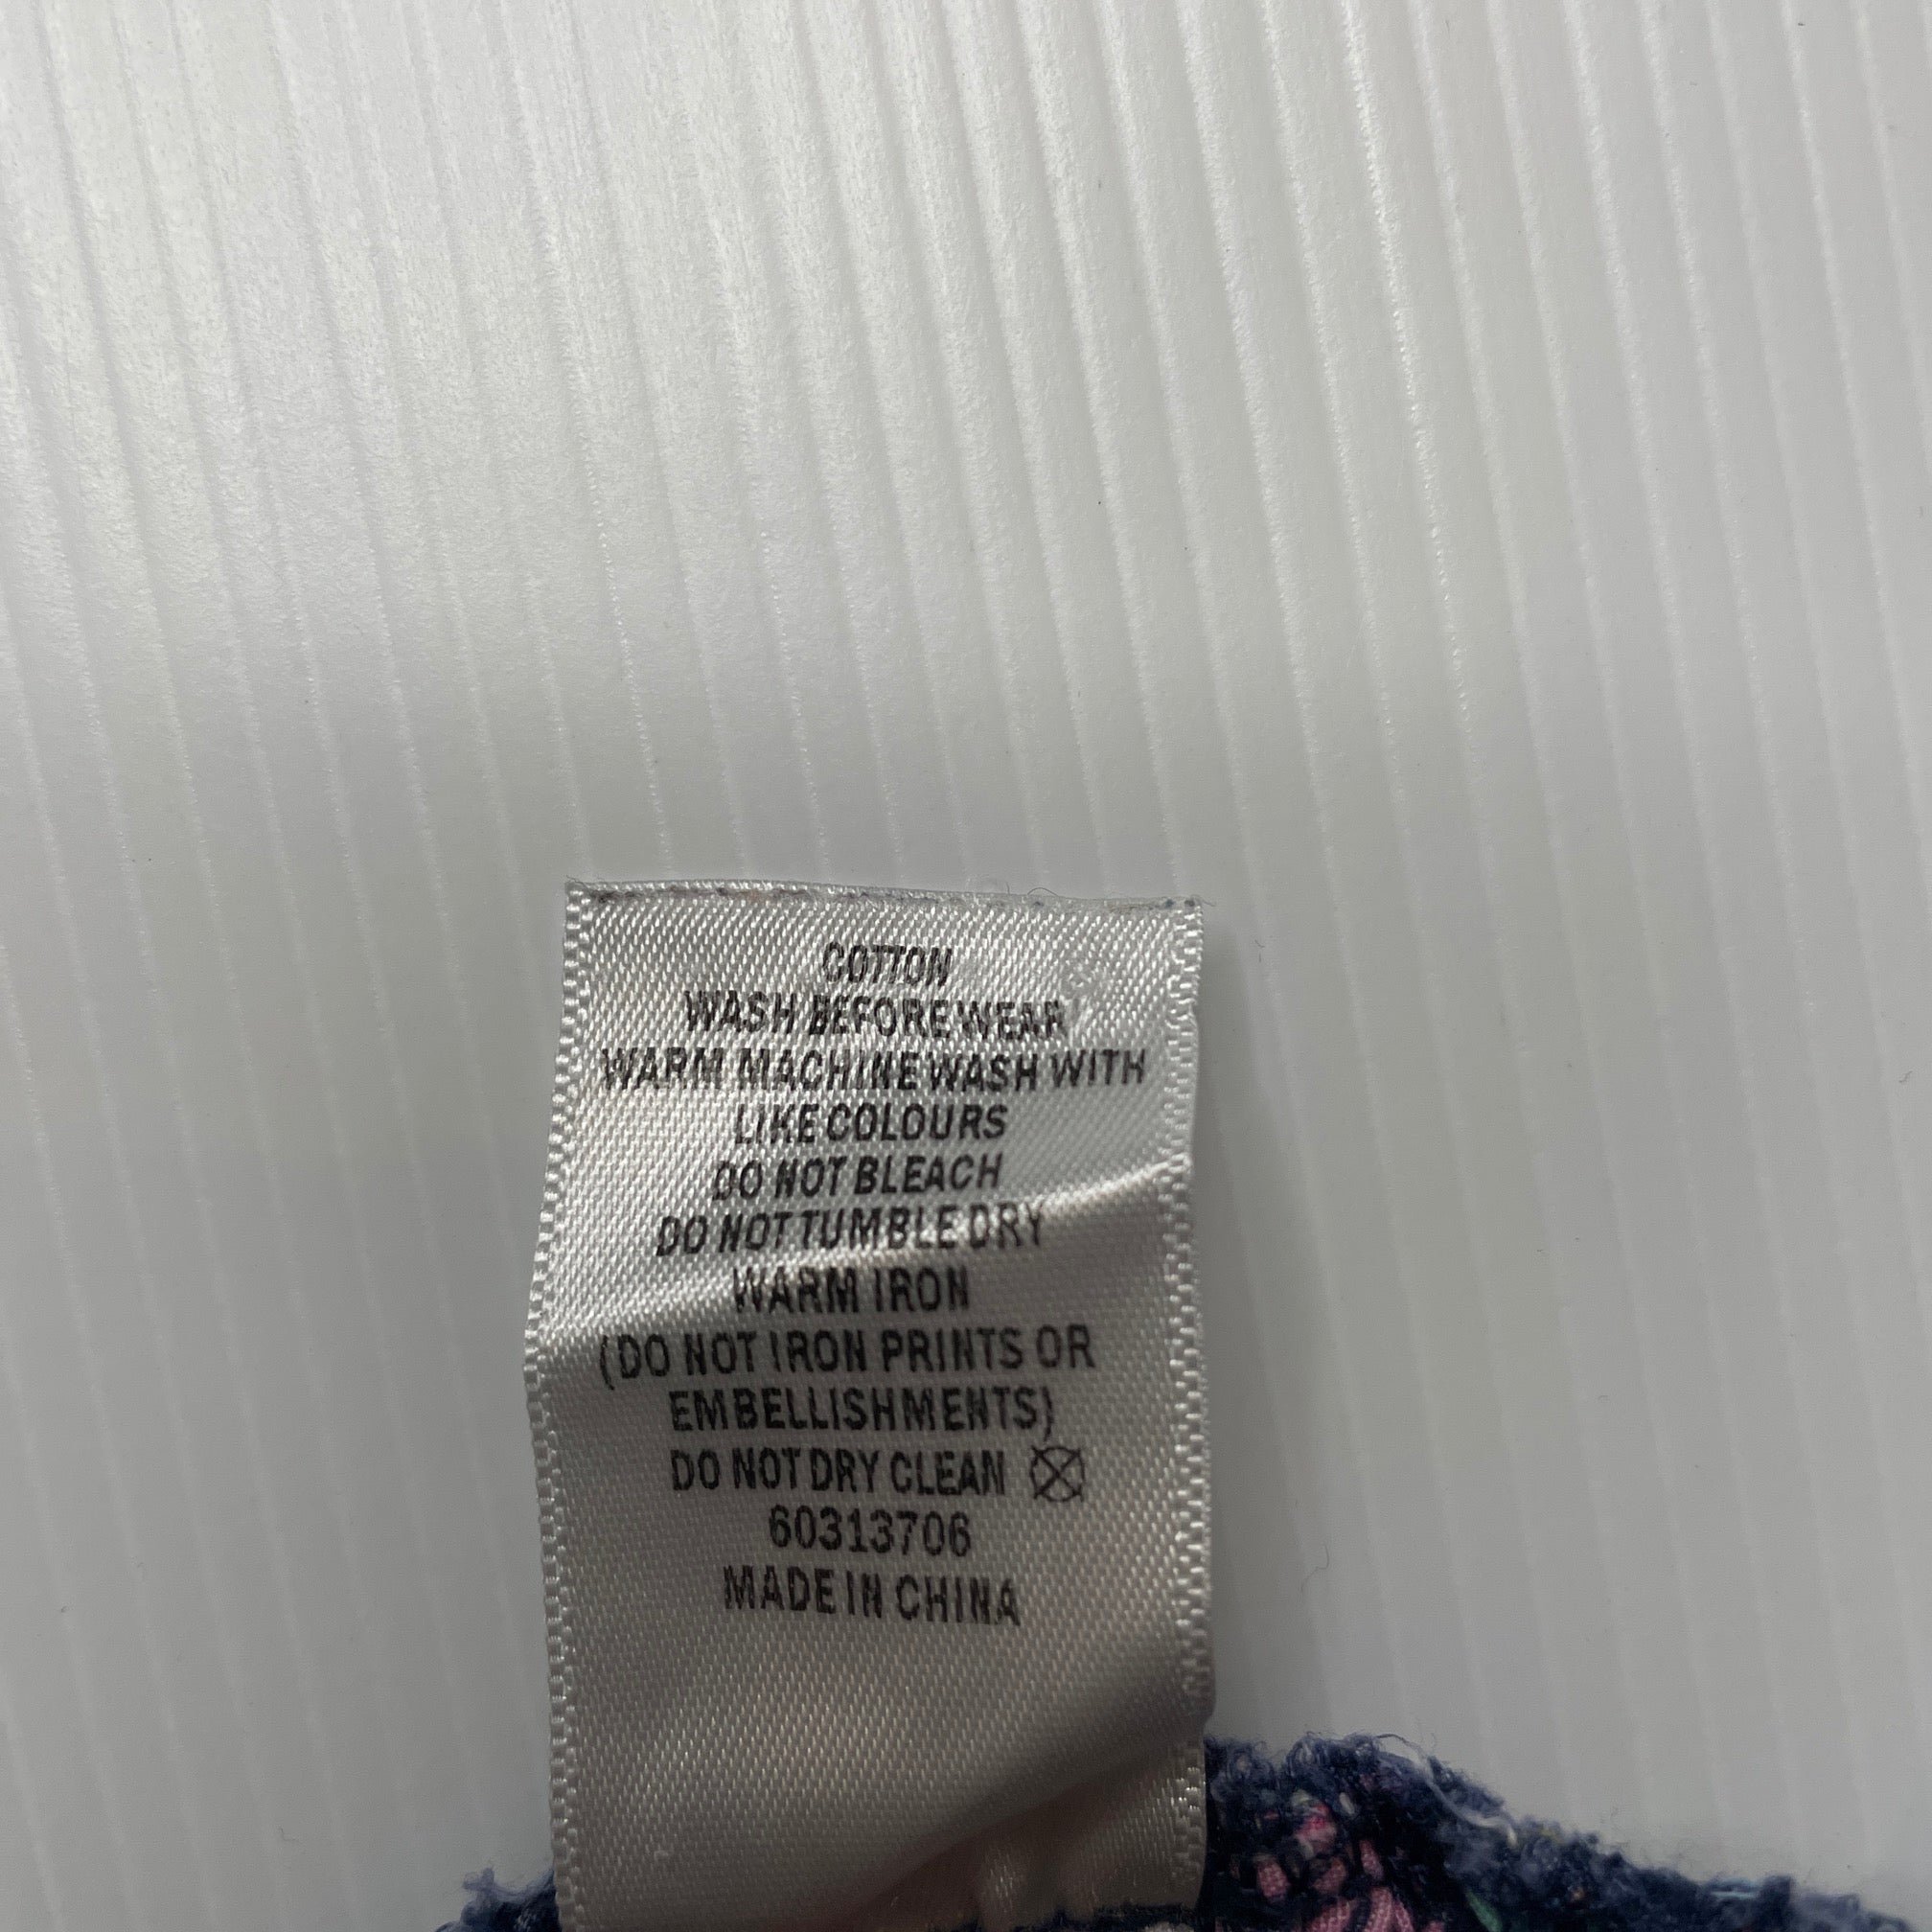 COTTON
WASH BEFORE WEAR
WARM MACHINE WASH WITH
LIKE COLOURS
DO NOT BLEACH
DO NOT TUMBLE DRY
WARM IRON
(DO NOT IRON PRINTS OR
EMBELLISHMENTS)
DO NOT DRY CLEAN
60313706
MADE IN CHINA